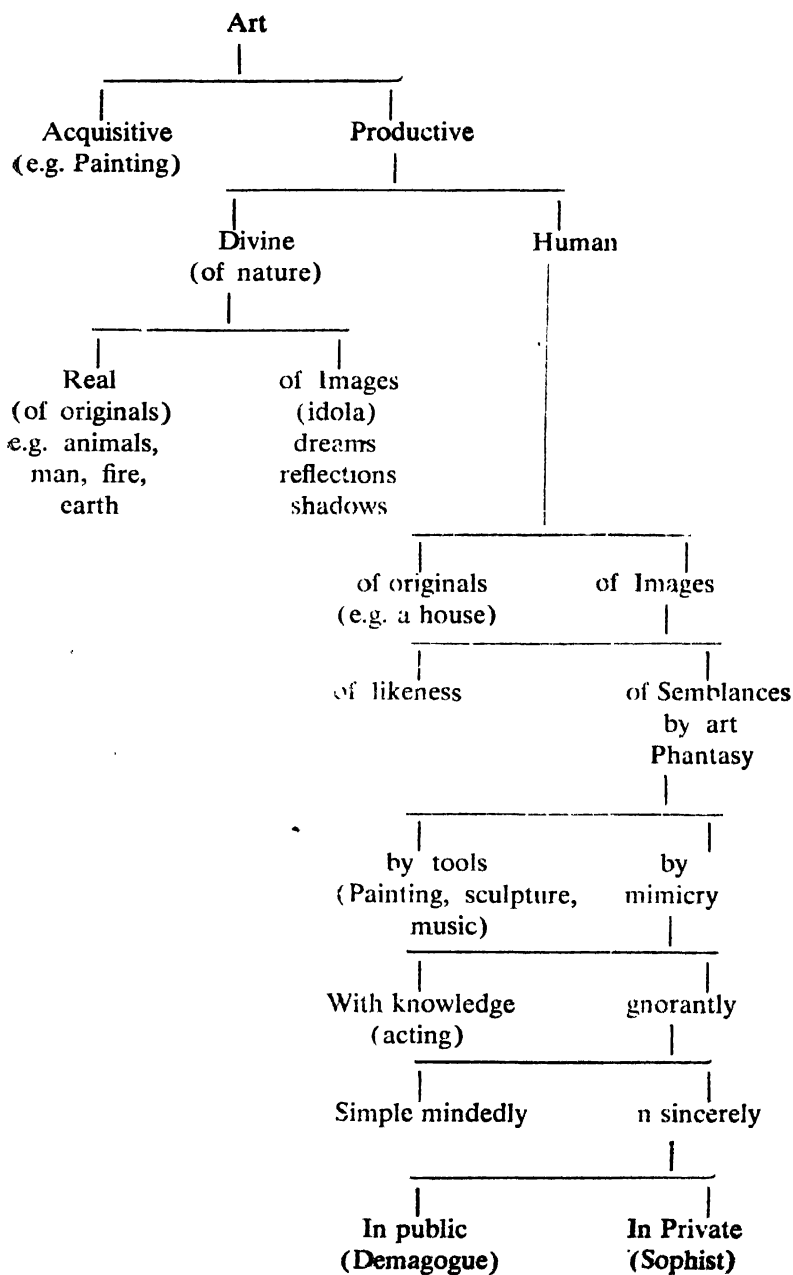 Art
Acquisitive Productive
(e.g. Painting)
Divine Human
(of nature)
Real of Images
(of originals) (idola)
e.g. animals, dreams
man, fire, reflections
earth shadows
of originals of Images
(e.g. a house)
of likeness of Semblances
by art
Phantasy
by tools by
(Painting, sculpture, mimicry
music)
With knowledge gnorantly
(acting)
Simple mindedly n sincerely
In public In Private
(Demagogue) (Sophist)